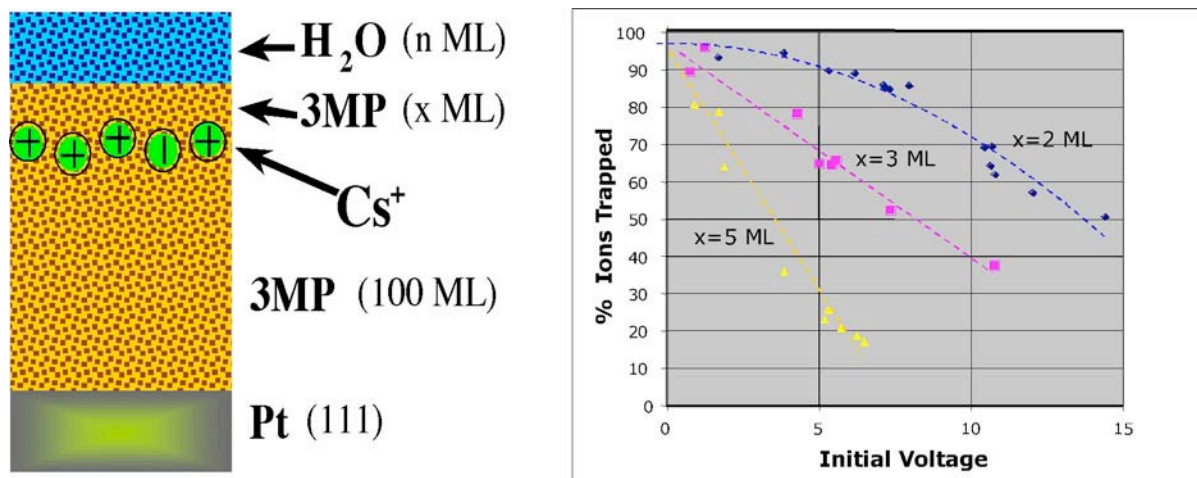 H₂O (n ML)
3MP (x ML)
+ + + + +
Cs⁺
3MP (100 ML)
Pt (111)
% Ions Trapped
100
90
80
70
60
50
40
30
20
10
0
x=2 ML
x=3 ML
x=5 ML
0 5 10 15
Initial Voltage